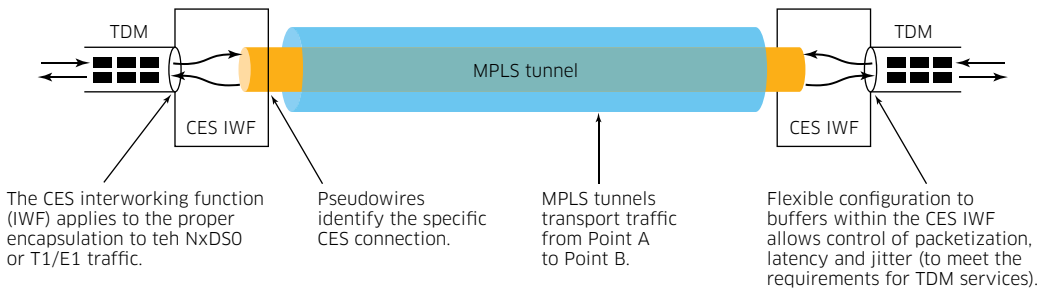 TDM
TDM
MPLS tunnel
CES IWF
CES IWF
The CES interworking function
(IWF) applies to the proper
encapsulation to teh NxDS0
or T1/E1 traffic.
Pseudowires
identify the specific
CES connection.
MPLS tunnels
transport traffic
from Point A
to Point B.
Flexible configuration to
buffers within the CES IWF
allows control of packetization,
latency and jitter (to meet the
requirements for TDM services).